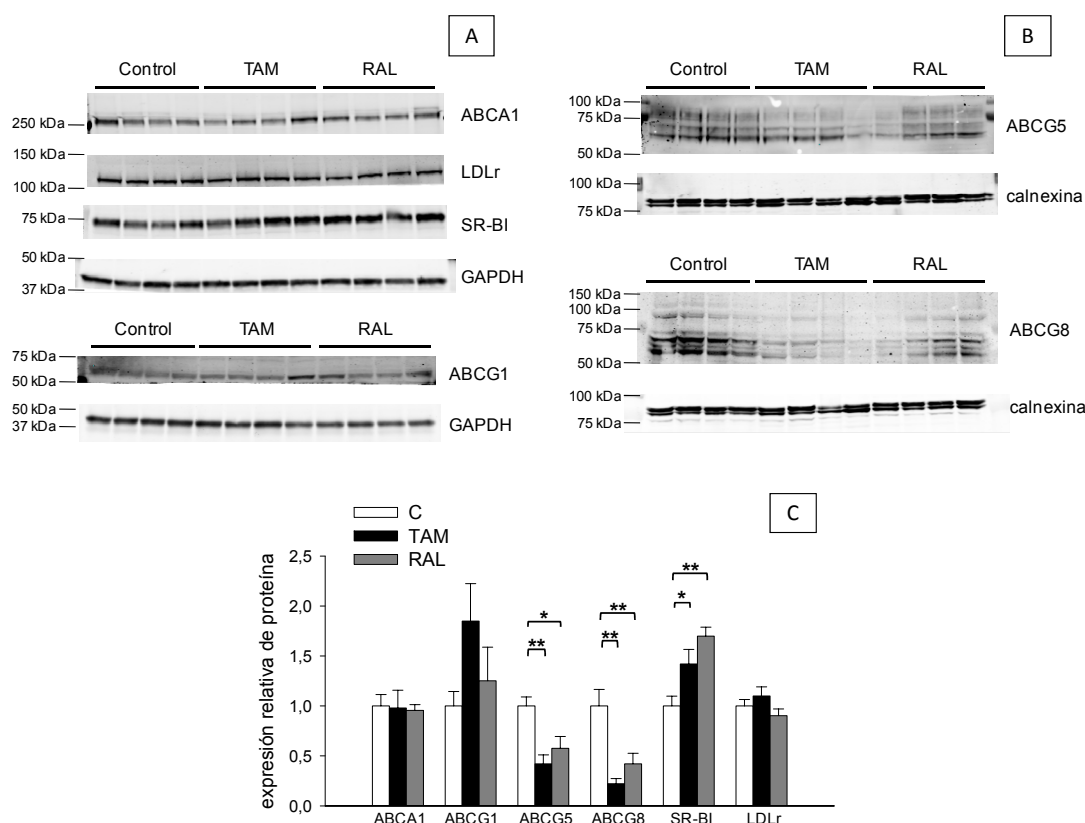 A
Control TAM RAL
250 kDa
ABCA1
150 kDa
100 kDa
LDLr
75 kDa
SR-BI
50 kDa
37 kDa
GAPDH
Control TAM RAL
75 kDa
50 kDa
ABCG1
50 kDa
37 kDa
GAPDH
B
Control TAM RAL
100 kDa
75 kDa
50 kDa
ABCG5
100 kDa
75 kDa
calnexina
Control TAM RAL
150 kDa
100 kDa
75 kDa
50 kDa
ABCG8
100 kDa
75 kDa
calnexina
C
C
TAM
RAL
expresión relativa de proteína
2,5
2,0
1,5
1,0
0,5
0,0
*
**
**
**
**
*
ABCA1 ABCG1 ABCG5 ABCG8 SR-BI LDLr